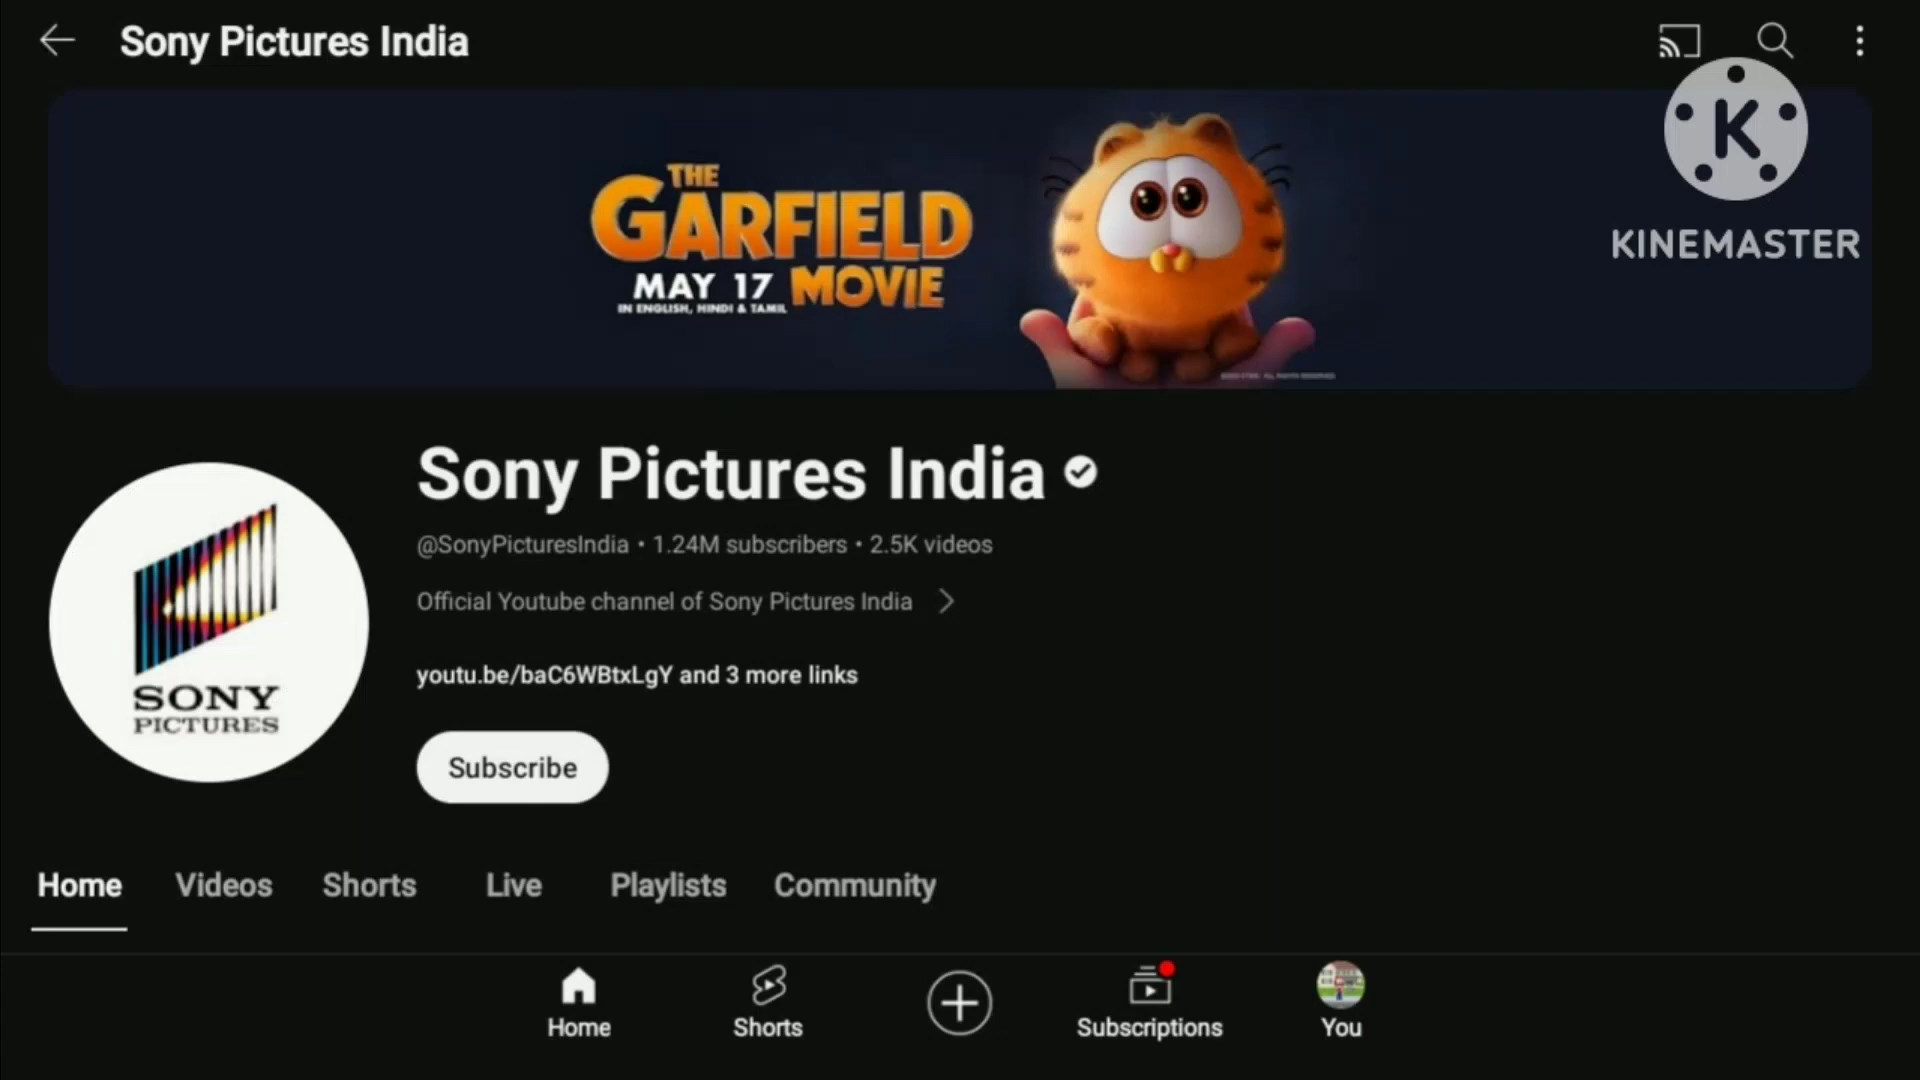 Sony Pictures India
THE
GARFIELD
MAY 17 MOVIE
IN ENGLISH, HINDI & TAMIL
K
KINEMASTER
Sony Pictures India
@SonyPicturesIndia • 1.24M subscribers • 2.5K videos
Official Youtube channel of Sony Pictures India
youtu.be/baC6WBtxLgY and 3 more links
SONY
PICTURES
Subscribe
Home Videos Shorts Live Playlists Community
Home Shorts Subscriptions You